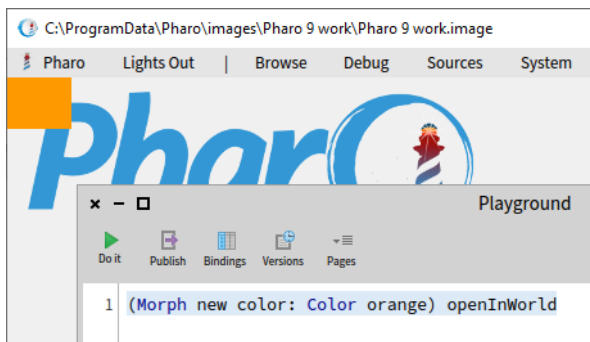 C:\ProgramData\Pharo\images\Pharo 9 work\Pharo 9 work.image
Pharo Lights Out | Browse Debug Sources System
Pharo
Playground
Do it Publish Bindings Versions Pages
1 (Morph new color: Color orange) openInWorld